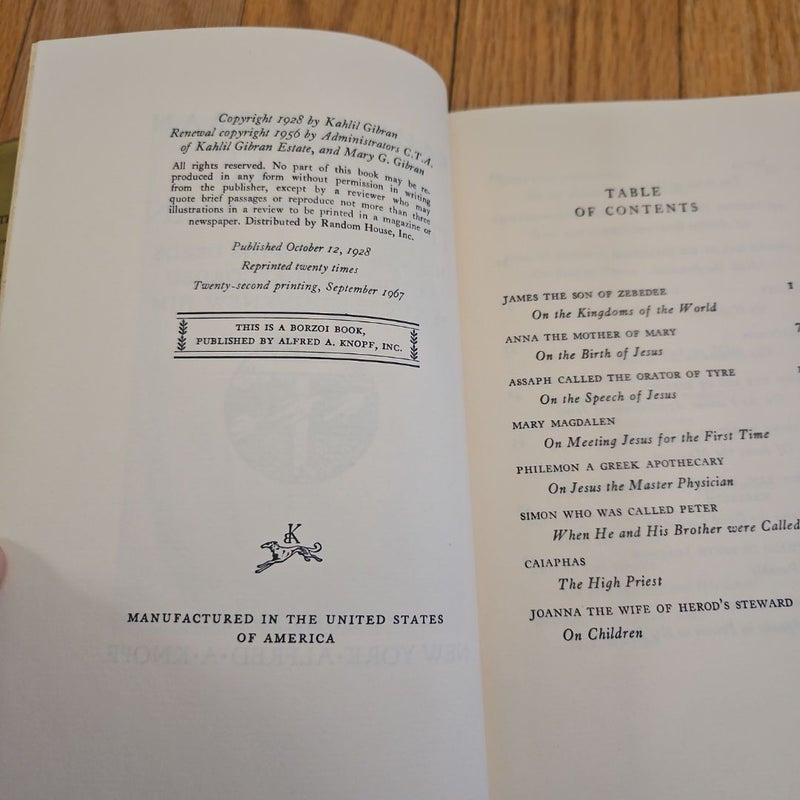 Copyright 1928 by Kahlil Gibran
Renewal copyright 1956 by Administrators C.T.A.
of Kahlil Gibran Estate, and Mary G. Gibran
All rights reserved. No part of this book may be re-
produced in any form without permission in writing
from the publisher, except by a reviewer who may
quote brief passages or reproduce not more than three
illustrations in a review to be printed in a magazine or
newspaper. Distributed by Random House, Inc.
Published October 12, 1928
Reprinted twenty times
Twenty-second printing, September 1967
THIS IS A BORZOI BOOK,
PUBLISHED BY ALFRED A. KNOPF, INC.
MANUFACTURED IN THE UNITED STATES
OF AMERICA
TABLE
OF CONTENTS
JAMES THE SON OF ZEBEDEE 1
On the Kingdoms of the World
ANNA THE MOTHER OF MARY 7
On the Birth of Jesus
ASSAPH CALLED THE ORATOR OF TYRE
On the Speech of Jesus
MARY MAGDALEN
On Meeting Jesus for the First Time
PHILEMON A GREEK APOTHECARY
On Jesus the Master Physician
SIMON WHO WAS CALLED PETER
When He and His Brother were Called
CAIAPHAS
The High Priest
JOANNA THE WIFE OF HEROD'S STEWARD
On Children